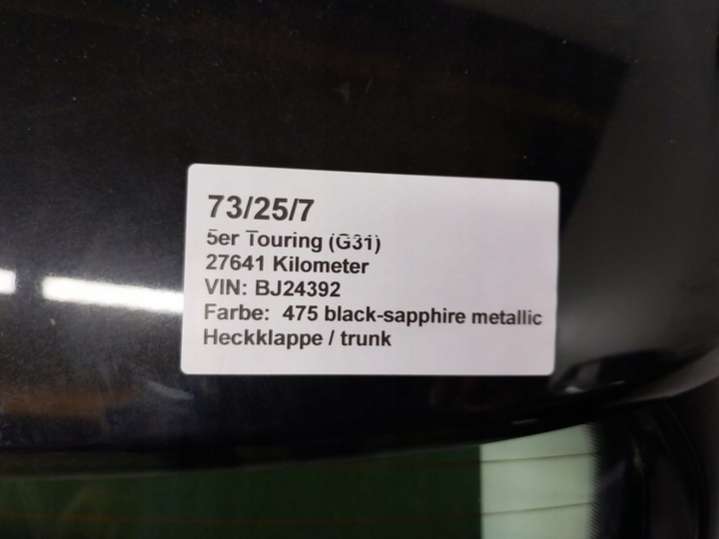 73/25/7
5er Touring (G31)
27641 Kilometer
VIN: BJ24392
Farbe: 475 black-sapphire metallic
Heckklappe / trunk